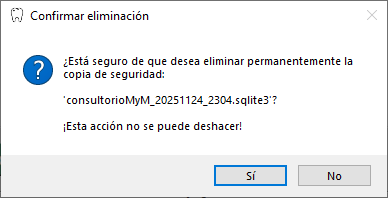 Confirmar eliminación
¿Está seguro de que desea eliminar permanentemente la
copia de seguridad:
'consultorioMyM_20251124_2304.sqlite3'?
¡Esta acción no se puede deshacer!
Sí
No